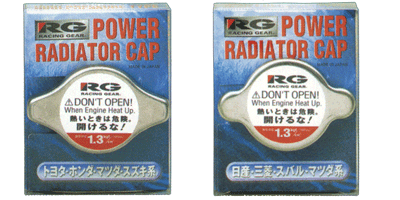 RG
RACING GEAR
POWER
RADIATOR CAP
RG
RACING GEAR
⚠DON'T OPEN!
When Engine Heat Up.
熱いときは危険。
開けるな!
1.3
トヨタ・ホンダ・マツダ・スズキ系
RG
RACING GEAR
POWER
RADIATOR CAP
RG
RACING GEAR
⚠DON'T OPEN!
When Engine Heat Up.
熱いときは危険。
開けるな!
1.3
日産・三菱・スバル・マツダ系